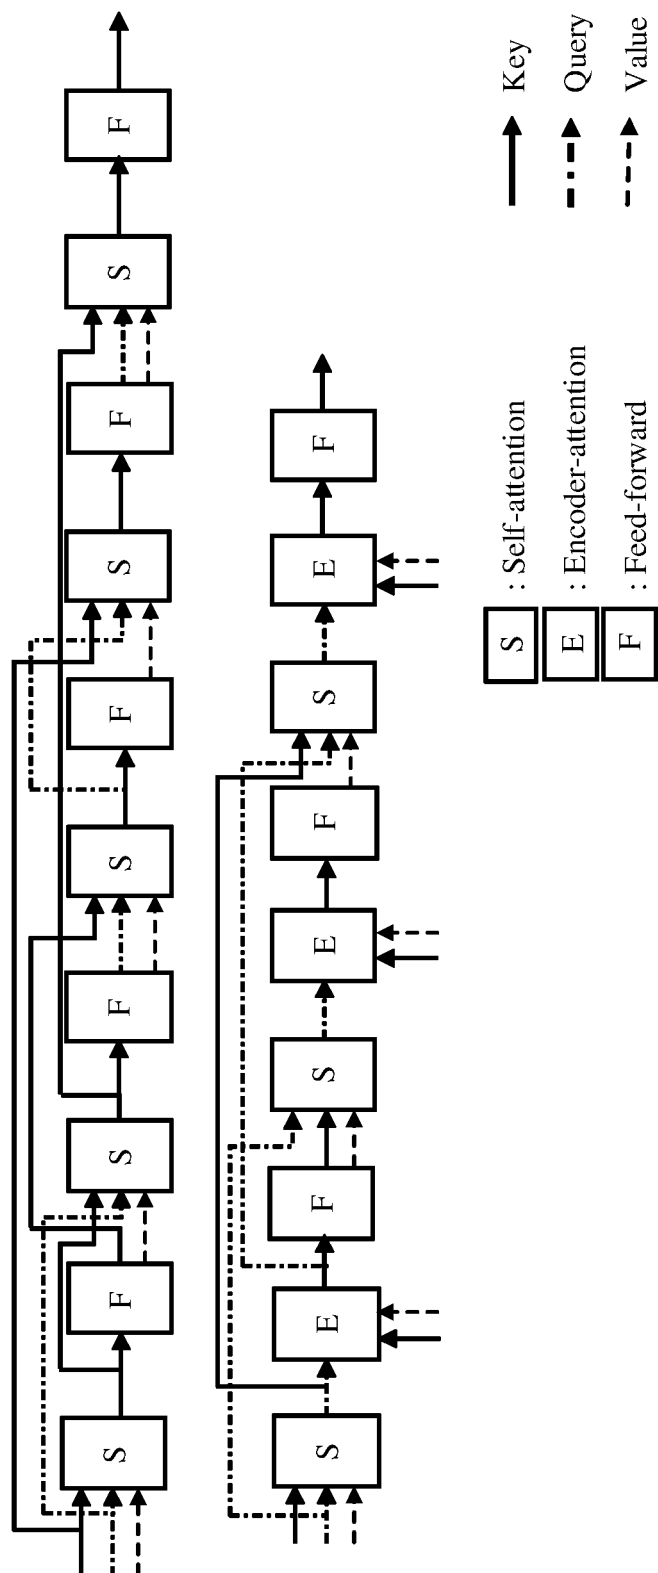 S F S F S F S F S F
S E F S E F S E F
S : Self-attention Key
E : Encoder-attention Query
F : Feed-forward Value